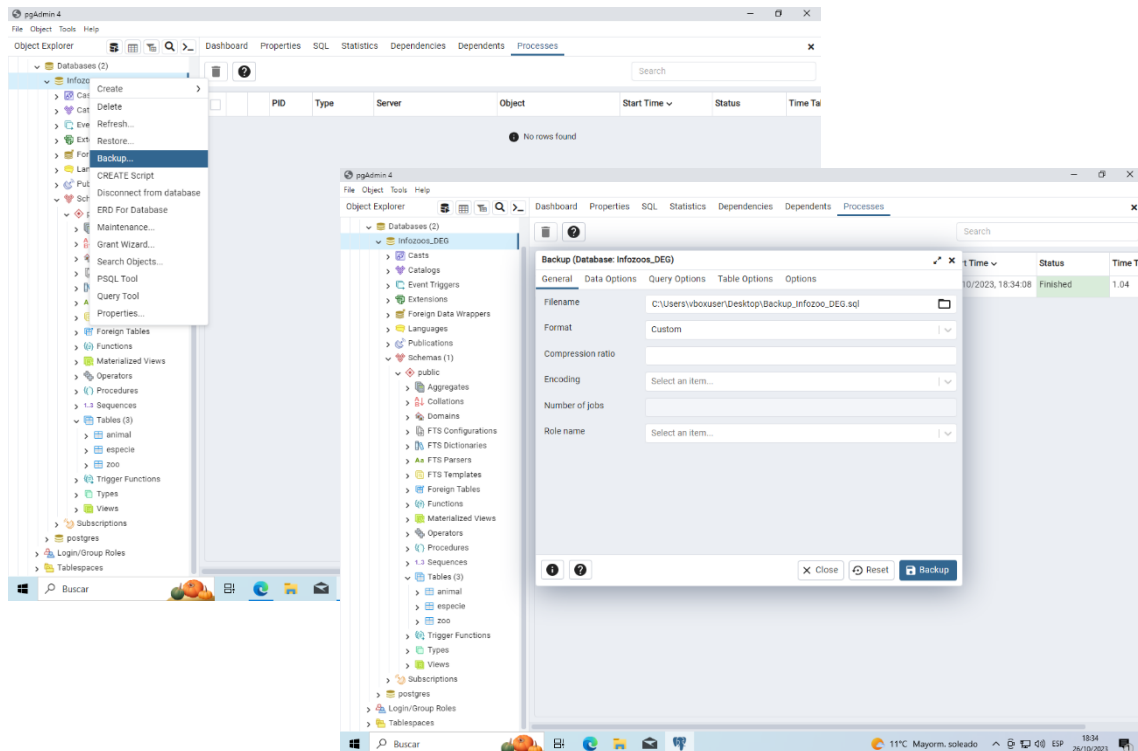 pgAdmin 4
File Object Tools Help
Object Explorer
Dashboard Properties SQL Statistics Dependencies Dependents Processes
Databases (2)
Search
PID Type Server Object Start Time Status
No rows found
Create
Delete
Refresh...
Restore...
Backup...
CREATE Script
Disconnect from database
ERD For Database
Maintenance...
Grant Wizard...
Search Objects...
PSQL Tool
Query Tool
Properties...
Foreign Tables
Functions
Materialized Views
Operators
Procedures
1..3 Sequences
Tables (3)
animal
especie
zoo
Trigger Functions
Types
Views
Subscriptions
postgres
Login/Group Roles
Tablespaces
Buscar
pgAdmin 4
File Object Tools Help
Object Explorer
Dashboard Properties SQL Statistics Dependencies Dependents Processes
Databases (2)
Infozoos_DEG
Casts
Catalogs
Event Triggers
Extensions
Foreign Data Wrappers
Languages
Publications
Schemas (1)
public
Aggregates
Collations
Domains
FTS Configurations
FTS Dictionaries
Aa FTS Parsers
FTS Templates
Foreign Tables
Functions
Materialized Views
Operators
Procedures
1..3 Sequences
Tables (3)
animal
especie
zoo
Trigger Functions
Types
Views
Subscriptions
postgres
Login/Group Roles
Tablespaces
Search
Time Status Time T
10/2023, 18:34:08 Finished 1.04
Backup (Database: Infozoos_DEG)
General Data Options Query Options Table Options Options
Filename C:\Users\vboxuser\Desktop\Backup_Infozoo_DEG.sql
Format Custom
Compression ratio
Encoding Select an item...
Number of jobs
Role name Select an item...
Close Reset Backup
Buscar
11°C Mayorm. soleado ESP 18:34
26/10/2023